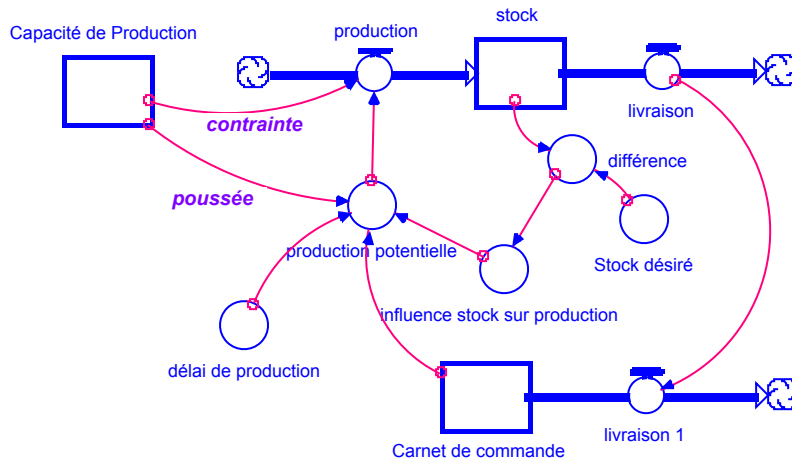 stock
Capacité de Production
production
contrainte
livraison
différence
poussée
production potentielle
Stock désiré
influence stock sur production
délai de production
livraison 1
Carnet de commande